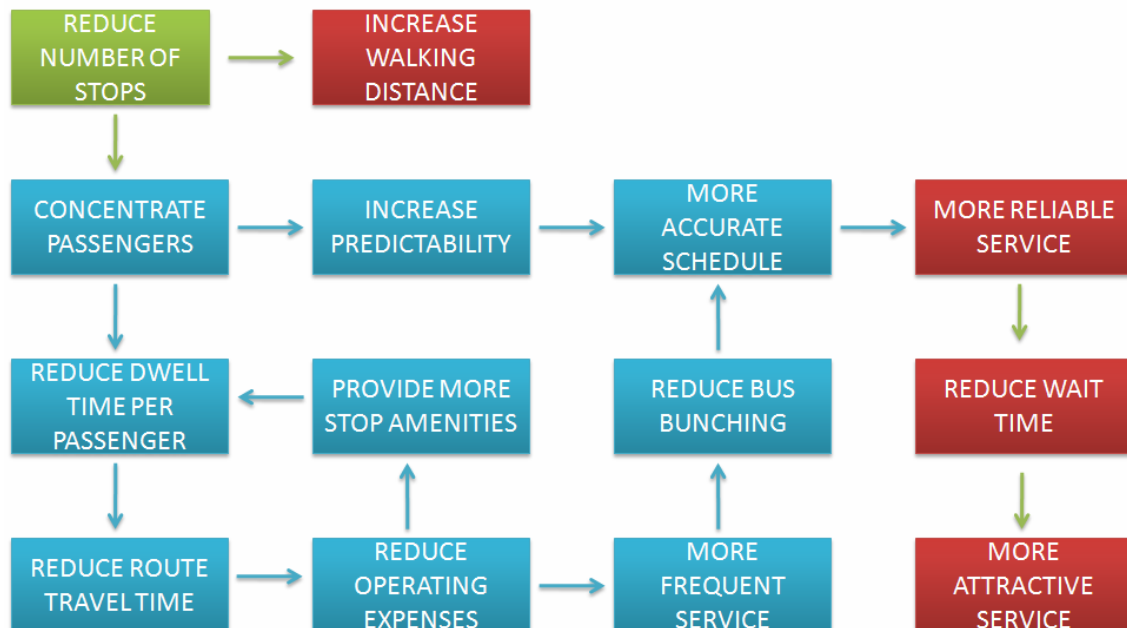 REDUCE
NUMBER OF
STOPS
INCREASE
WALKING
DISTANCE
CONCENTRATE
PASSENGERS
INCREASE
PREDICTABILITY
MORE
ACCURATE
SCHEDULE
MORE RELIABLE
SERVICE
REDUCE DWELL
TIME PER
PASSENGER
PROVIDE MORE
STOP AMENITIES
REDUCE BUS
BUNCHING
REDUCE WAIT
TIME
REDUCE ROUTE
TRAVEL TIME
REDUCE
OPERATING
EXPENSES
MORE
FREQUENT
SERVICE
MORE
ATTRACTIVE
SERVICE